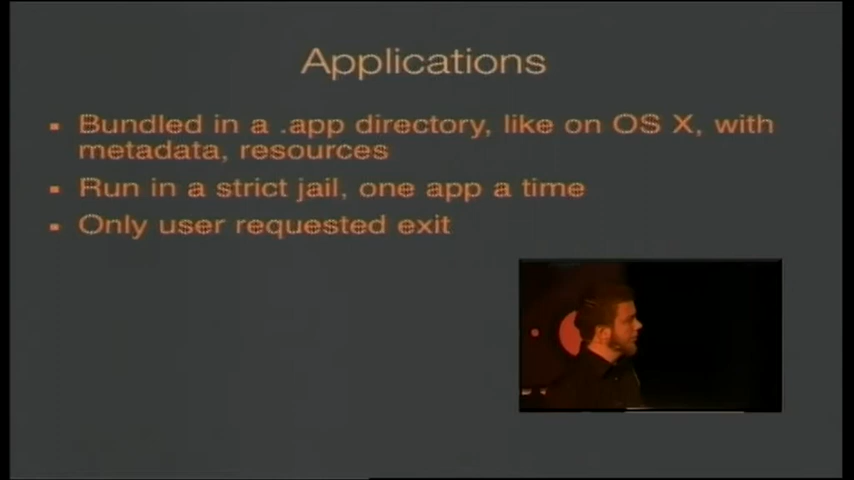 Applications
▪ Bundled in a .app directory, like on OS X, with
metadata, resources
▪ Run in a strict jail, one app a time
▪ Only user requested exit